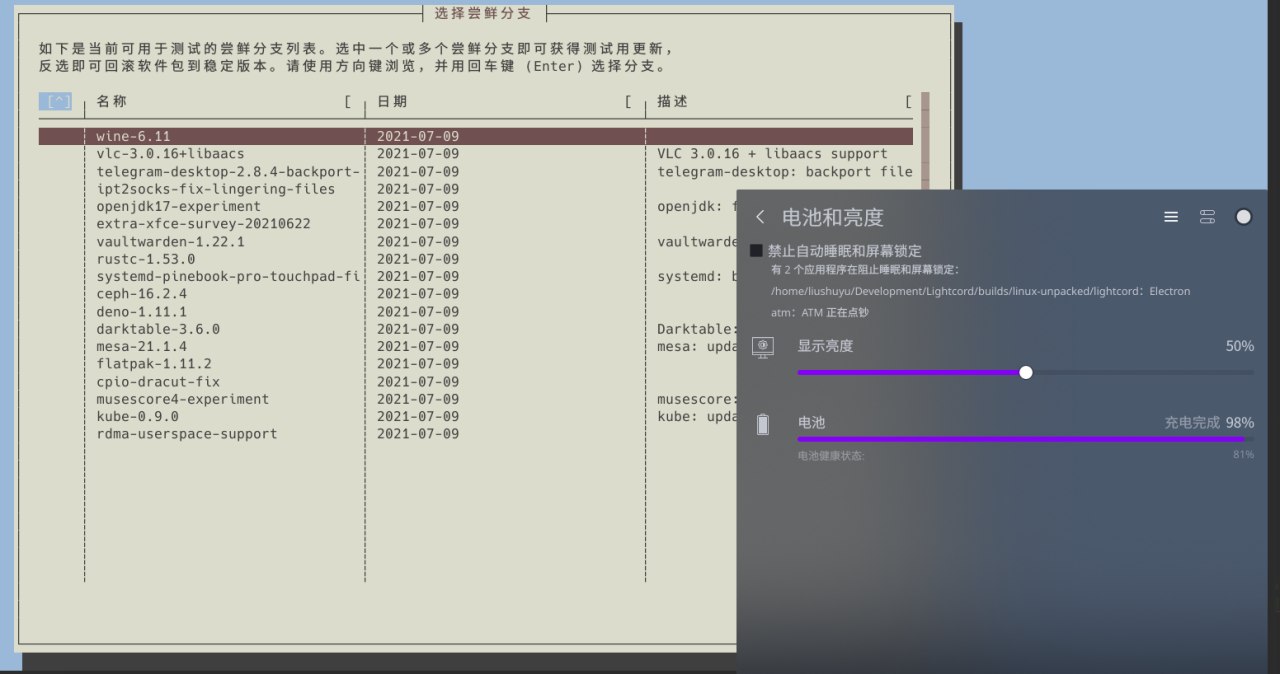 选择尝鲜分支
如下是当前可用于测试的尝鲜分支列表。选中一个或多个尝鲜分支即可获得测试用更新，
反选即可回滚软件包到稳定版本。请使用方向键浏览，并用回车键 (Enter) 选择分支。
[^] 名称 [ 日期 [ 描述 [
wine-6.11 2021-07-09
vlc-3.0.16+libaacs 2021-07-09 VLC 3.0.16 + libaacs support
telegram-desktop-2.8.4-backport- 2021-07-09 telegram-desktop: backport file
ipt2socks-fix-lingering-files 2021-07-09
openjdk17-experiment 2021-07-09 openjdk: f
extra-xfce-survey-20210622 2021-07-09
vaultwarden-1.22.1 2021-07-09 vaultwarde
rustc-1.53.0 2021-07-09
systemd-pinebook-pro-touchpad-fi 2021-07-09 systemd: b
ceph-16.2.4 2021-07-09
deno-1.11.1 2021-07-09
darktable-3.6.0 2021-07-09 Darktable:
mesa-21.1.4 2021-07-09 mesa: upda
flatpak-1.11.2 2021-07-09
cpio-dracut-fix 2021-07-09
musescore4-experiment 2021-07-09 musescore:
kube-0.9.0 2021-07-09 kube: upda
rdma-userspace-support 2021-07-09
电池和亮度
禁止自动睡眠和屏幕锁定
有 2 个应用程序在阻止睡眠和屏幕锁定：
/home/liushuyu/Development/Lightcord/builds/linux-unpacked/lightcord：Electron
atm：ATM 正在点钞
显示亮度 50%
电池 充电完成 98%
电池健康状态: 81%